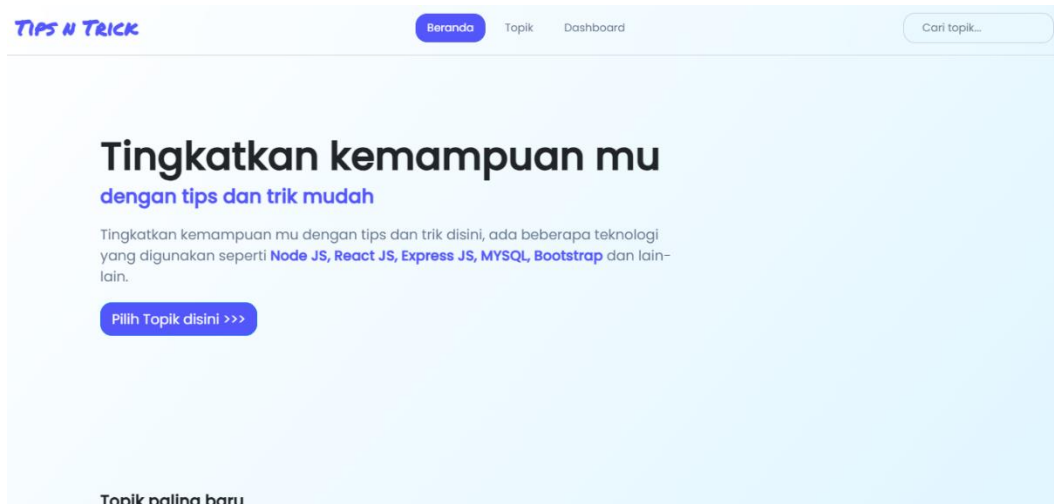 TIPS N TRICK
Beranda
Topik
Dashboard
Cari topik...
Tingkatkan kemampuan mu
dengan tips dan trik mudah
Tingkatkan kemampuan mu dengan tips dan trik disini, ada beberapa teknologi
yang digunakan seperti Node JS, React JS, Express JS, MYSQL, Bootstrap dan lain-
lain.
Pilih Topik disini >>>
Topik paling baru